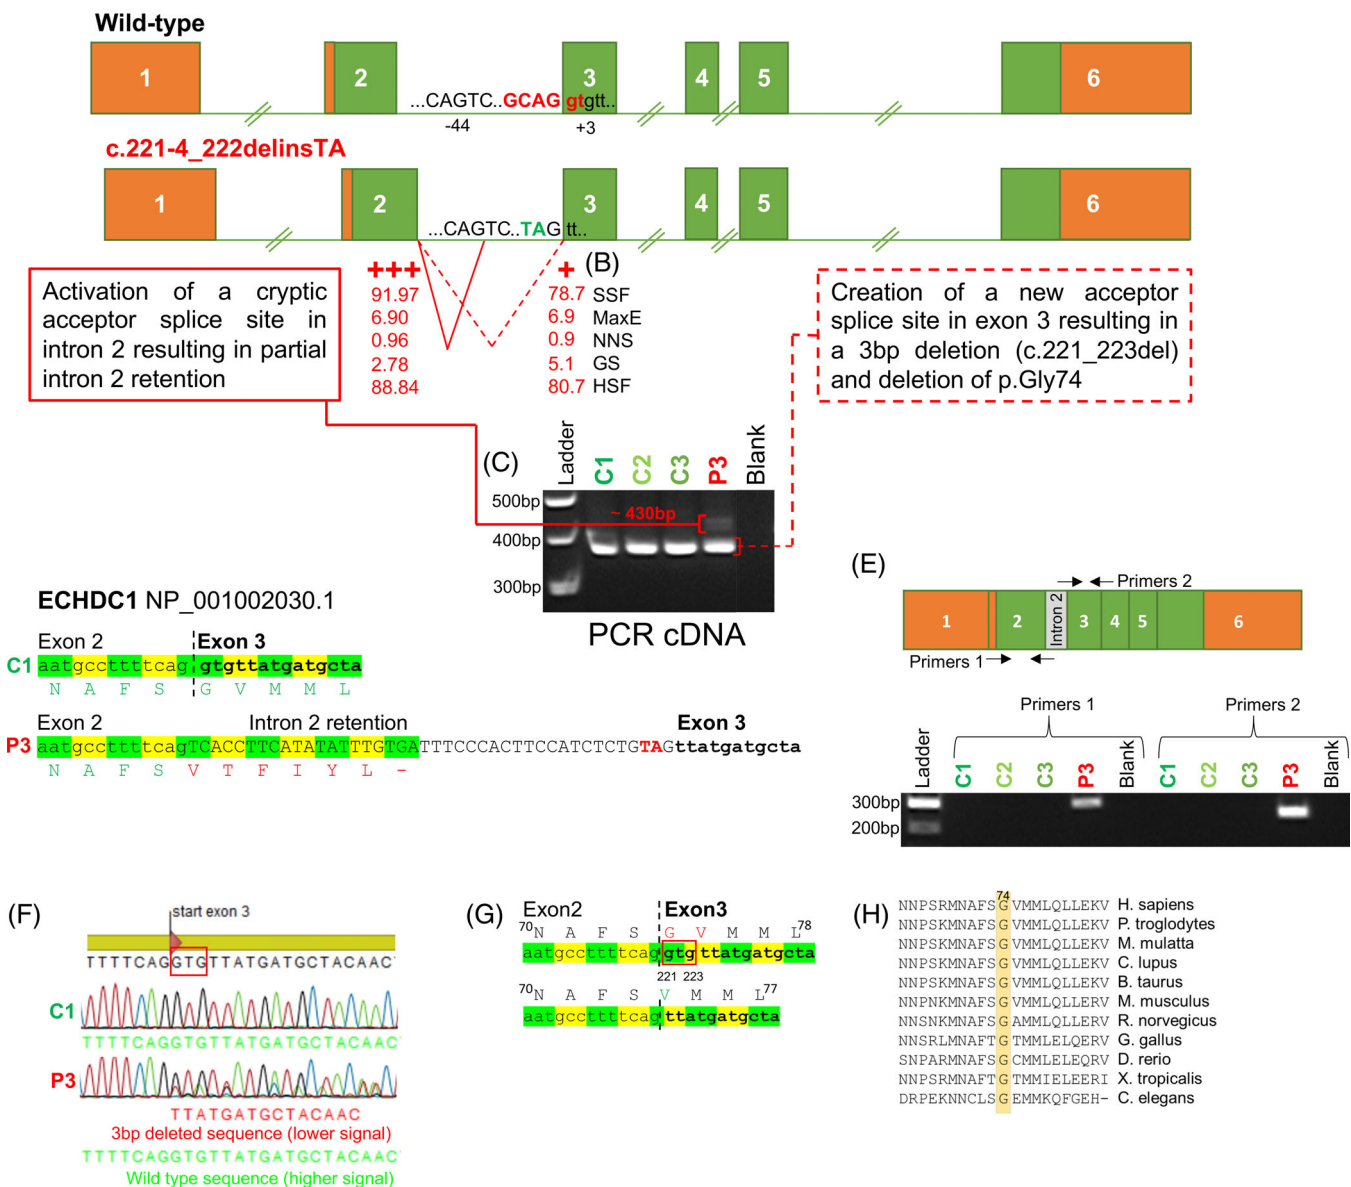 Wild-type
1 2 3 4 5 6
...CAGTC..GCAG gtgtt..
-44 +3
c.221-4_222delinsTA
1 2 3 4 5 6
...CAGTC..TAG tt..
+++ + (B)
91.97 78.7 SSF
6.90 6.9 MaxE
0.96 0.9 NNS
2.78 5.1 GS
88.84 80.7 HSF
Activation of a cryptic
acceptor splice site in
intron 2 resulting in partial
intron 2 retention
Creation of a new acceptor
splice site in exon 3 resulting in
a 3bp deletion (c.221_223del)
and deletion of p.Gly74
(C)
Ladder C1 C2 C3 P3 Blank
500bp
~ 430bp
400bp
300bp
PCR cDNA
ECHDC1 NP_001002030.1
Exon 2 Exon 3
C1 aatgccttttcag gtgttatgatgcta
N A F S G V M M L
Exon 2 Intron 2 retention Exon 3
P3 aatgccttttcagTCACCTTCATATATTTGTGATTTCCCACTTCCATCTCTGTAGttatgatgcta
N A F S V T F I Y L -
(E)
Primers 2
1 2 Intron 2 3 4 5 6
Primers 1
Primers 1 Primers 2
Ladder C1 C2 C3 P3 Blank C1 C2 C3 P3 Blank
300bp
200bp
(F)
start exon 3
TTTTCAGGTGTTATGATGCTACAAC
C1
TTTTCAGGTGTTATGATGCTACAAC
P3
TTATGATGCTACAAC
3bp deleted sequence (lower signal)
TTTTCAGGTGTTATGATGCTACAAC
Wild type sequence (higher signal)
(G)
Exon2 Exon3
70N A F S G V M M L78
aatgccttttcag gtgttatgatgcta
221 223
70N A F S V M M L77
aatgccttttcag ttatgatgcta
(H)
74
NNPSRMNAFSGVMMLQLLEKV H. sapiens
NNPSKMNAFSGVMMLQLLEKV P. troglodytes
NNPSKMNAFSGVMMLQLLEKV M. mulatta
NNPSKMNAFSGVMMLQLLEKV C. lupus
NNPSKMNAFSGVMMLQLLEKV B. taurus
NNPNKMNAFSGVMMLQLLERV M. musculus
NNSNKMNAFSGAMMLQLLERV R. norvegicus
NNSRLMNAFTGTMMLELQERV G. gallus
SNPARMNAFSGCMMLELEQRV D. rerio
NNPSRMNAFTGTMMIELEERI X. tropicalis
DRPEKNNCLSGEMMKQFGEH- C. elegans